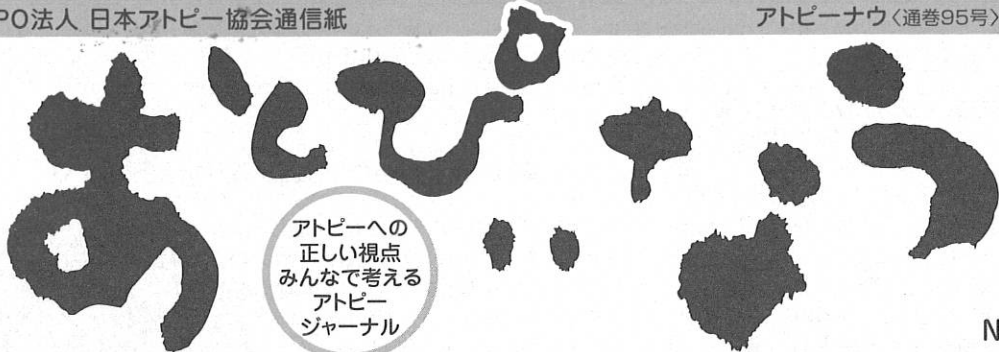 PO法人 日本アトピー協会通信紙
アトピーナウ〈通巻95号〉
あとぴいなう
アトピーへの
正しい視点
みんなで考える
アトピー
ジャーナル
N